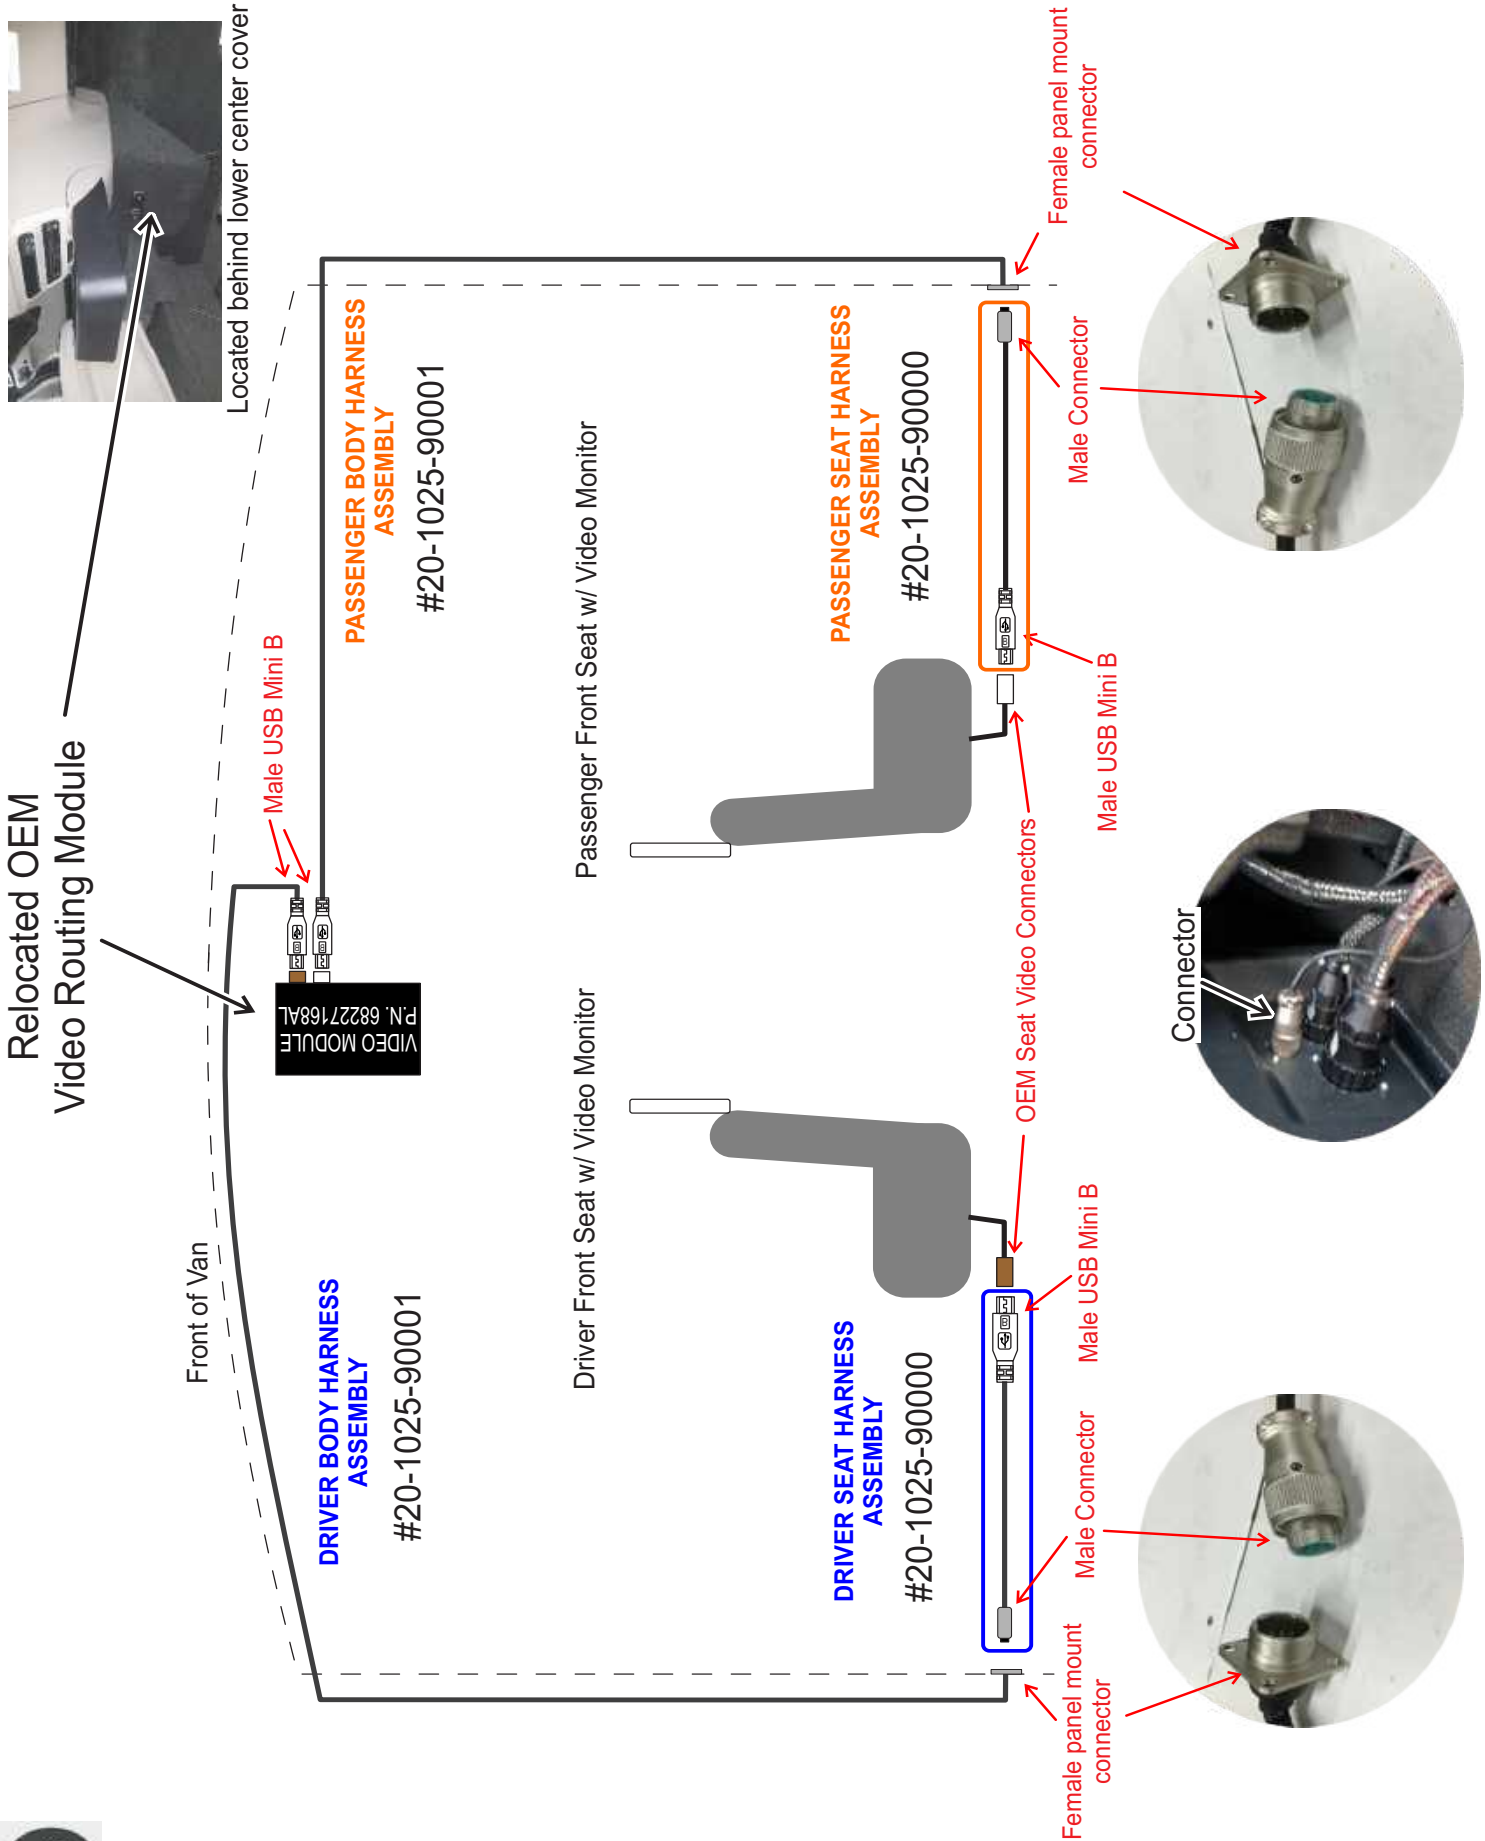 Relocated OEM
Video Routing Module
Located behind lower center cover
Front of Van
Male USB Mini B
VIDEO MODULE
P.N. 68227168AL
DRIVER BODY HARNESS
ASSEMBLY
#20-1025-90001
PASSENGER BODY HARNESS
ASSEMBLY
#20-1025-90001
Driver Front Seat w/ Video Monitor
Passenger Front Seat w/ Video Monitor
DRIVER SEAT HARNESS
ASSEMBLY
#20-1025-90000
PASSENGER SEAT HARNESS
ASSEMBLY
#20-1025-90000
Female panel mount
connector
Male Connector
Male USB Mini B
OEM Seat Video Connectors
Male USB Mini B
Male Connector
Female panel mount
connector
Connector